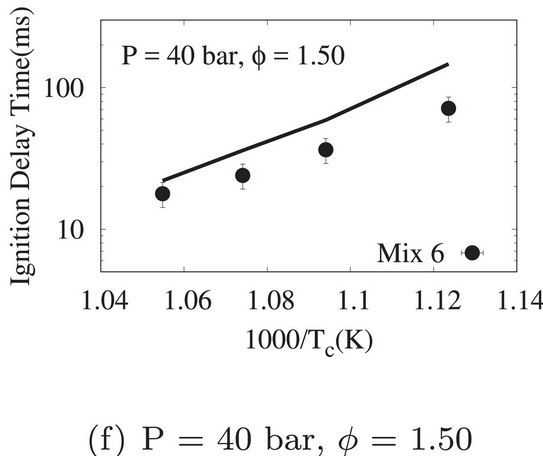 P = 40 bar, ϕ = 1.50
Ignition Delay Time(ms)
100
10
Mix 6
1.04 1.06 1.08 1.1 1.12 1.14
1000/T_c(K)
(f) P = 40 bar, ϕ = 1.50